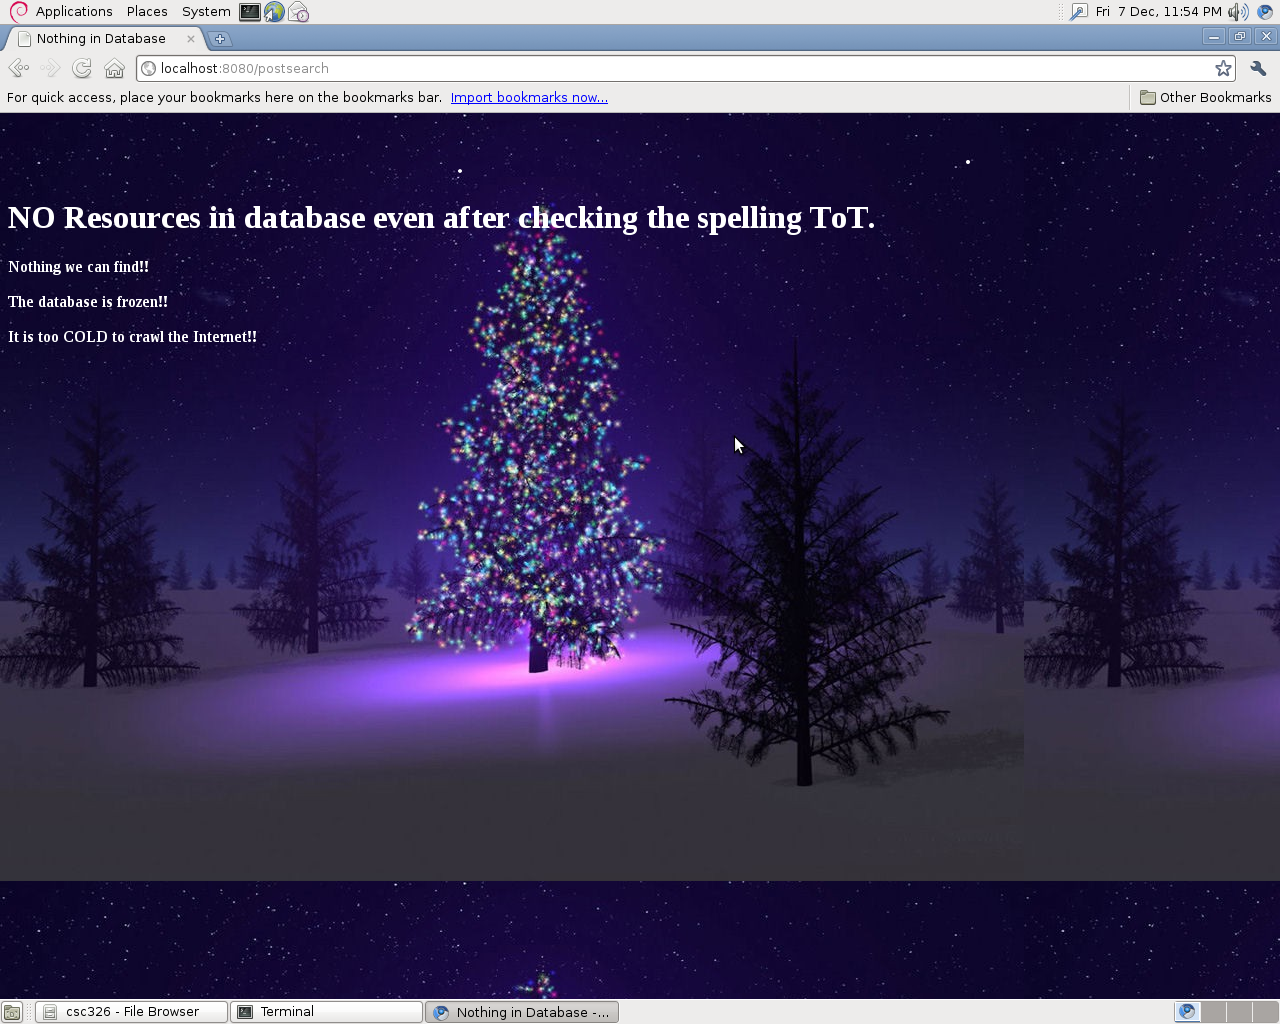 Applications Places System
Fri 7 Dec, 11:54 PM
Nothing in Database
localhost:8080/postsearch
For quick access, place your bookmarks here on the bookmarks bar. Import bookmarks now...
Other Bookmarks
NO Resources in database even after checking the spelling ToT.
Nothing we can find!!
The database is frozen!!
It is too COLD to crawl the Internet!!
csc326 - File Browser
Terminal
Nothing in Database -...